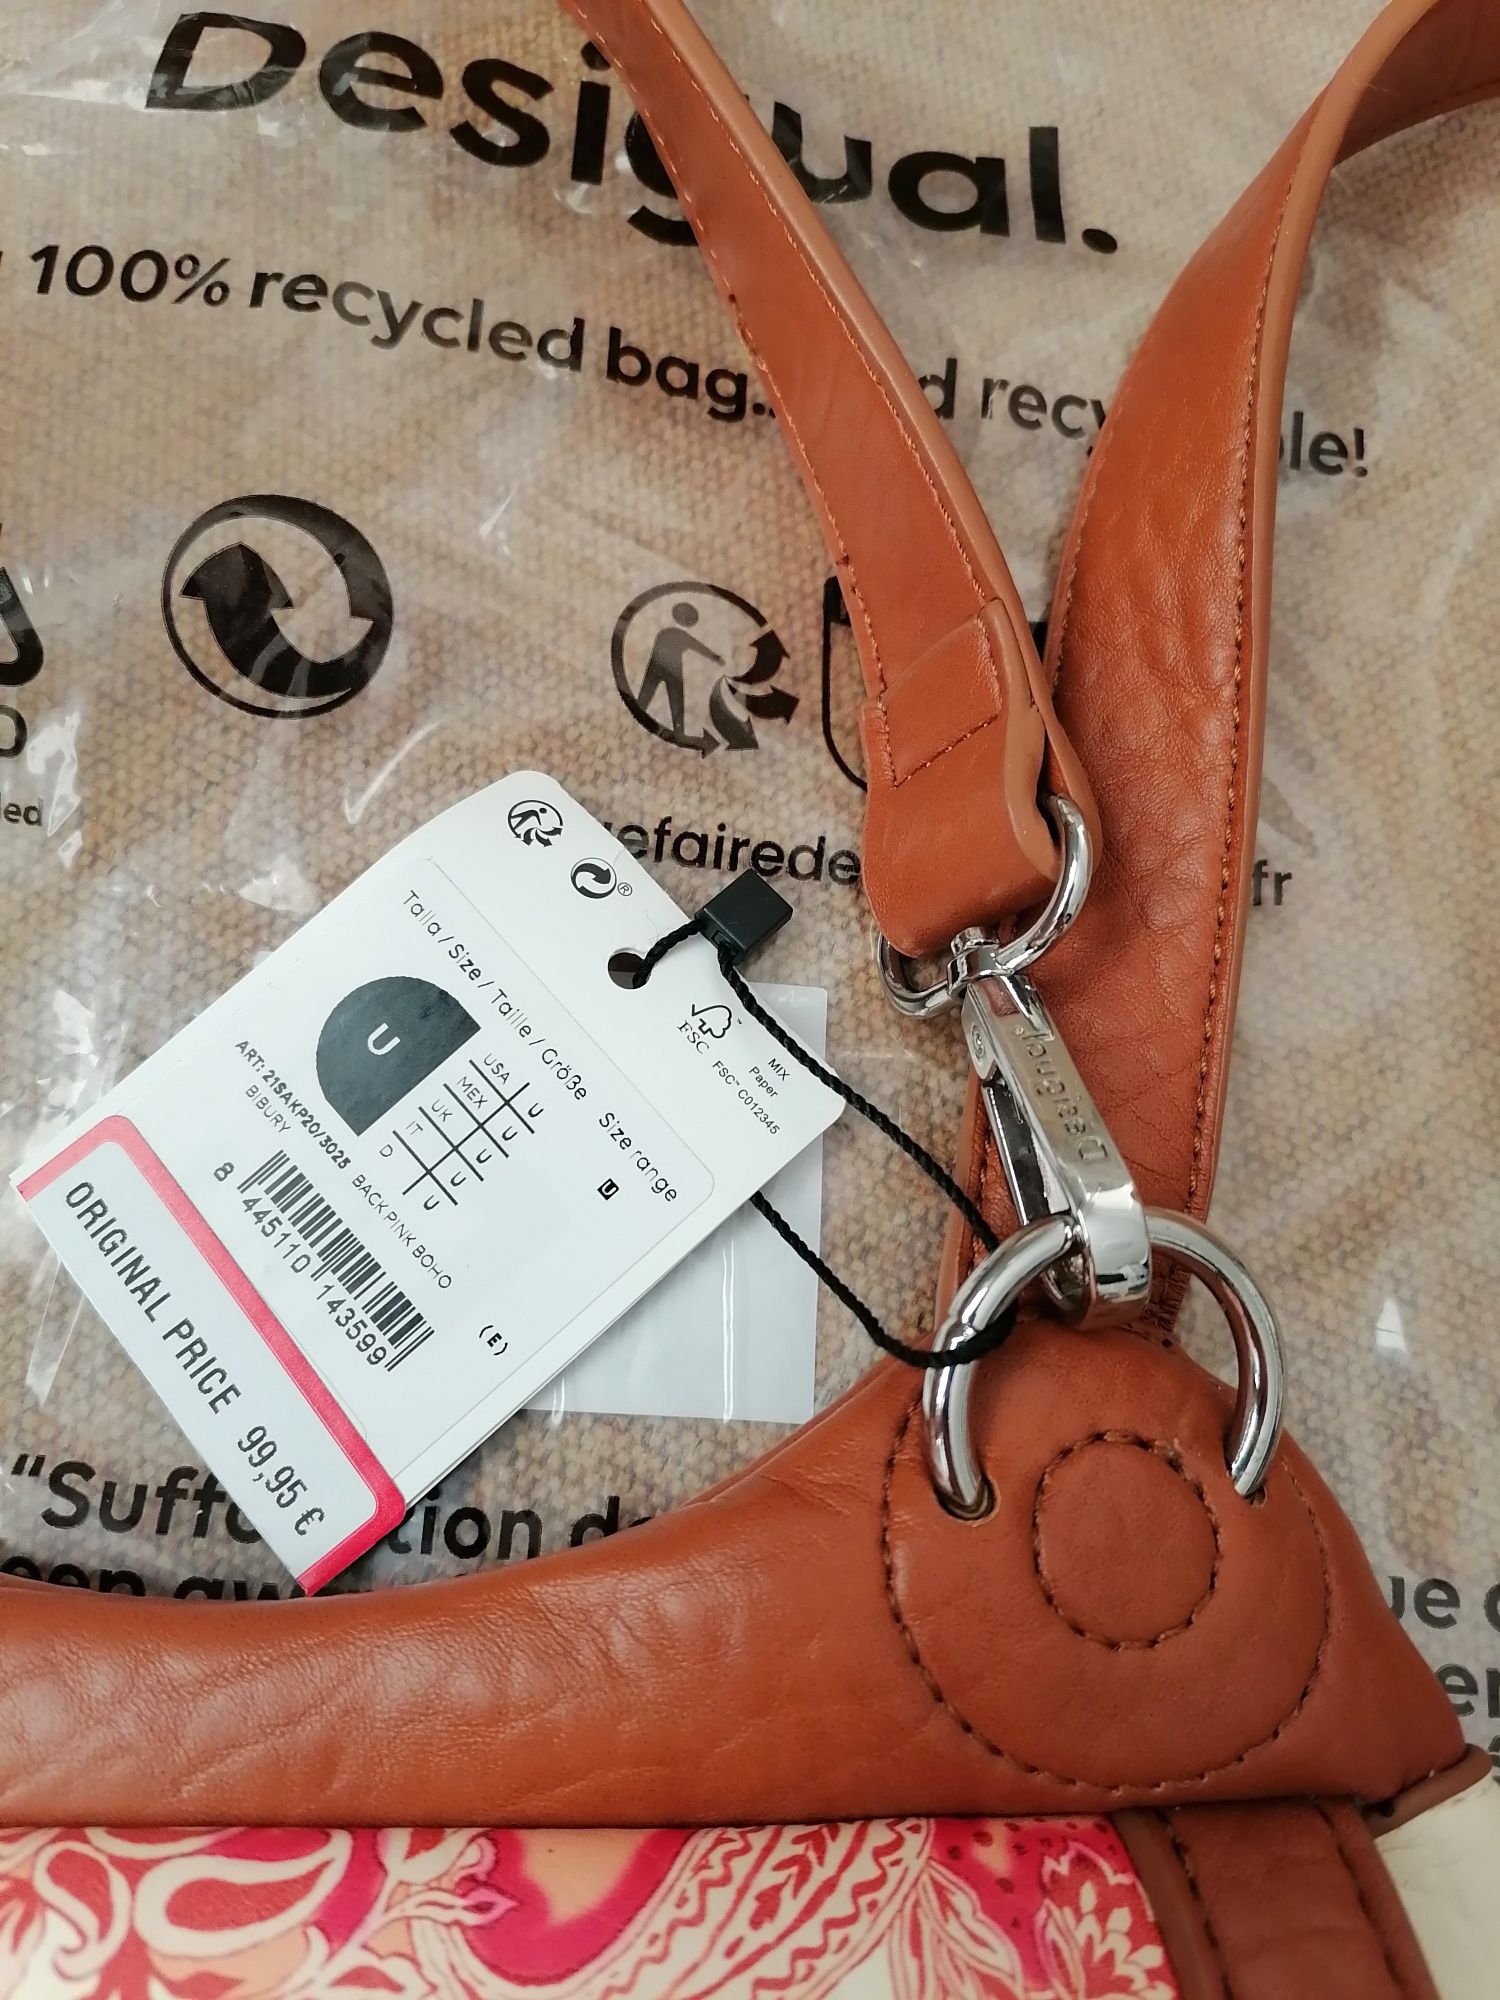 Desigual.
100% recycled bag..
d recy
le!
led
efairede
fr
Talla / Size / Taille / Größe Size range
U
USA U
MEX U
UK U
IT U
D U
U
ART: 21SAKP20/3025 BACK PINK BOHO
BIBURY
8 445110 143599
(E)
ORIGINAL PRICE 99,95 €
FSC
MIX
Paper
FSC™ C012345
Desigual.
“Suffo
tion